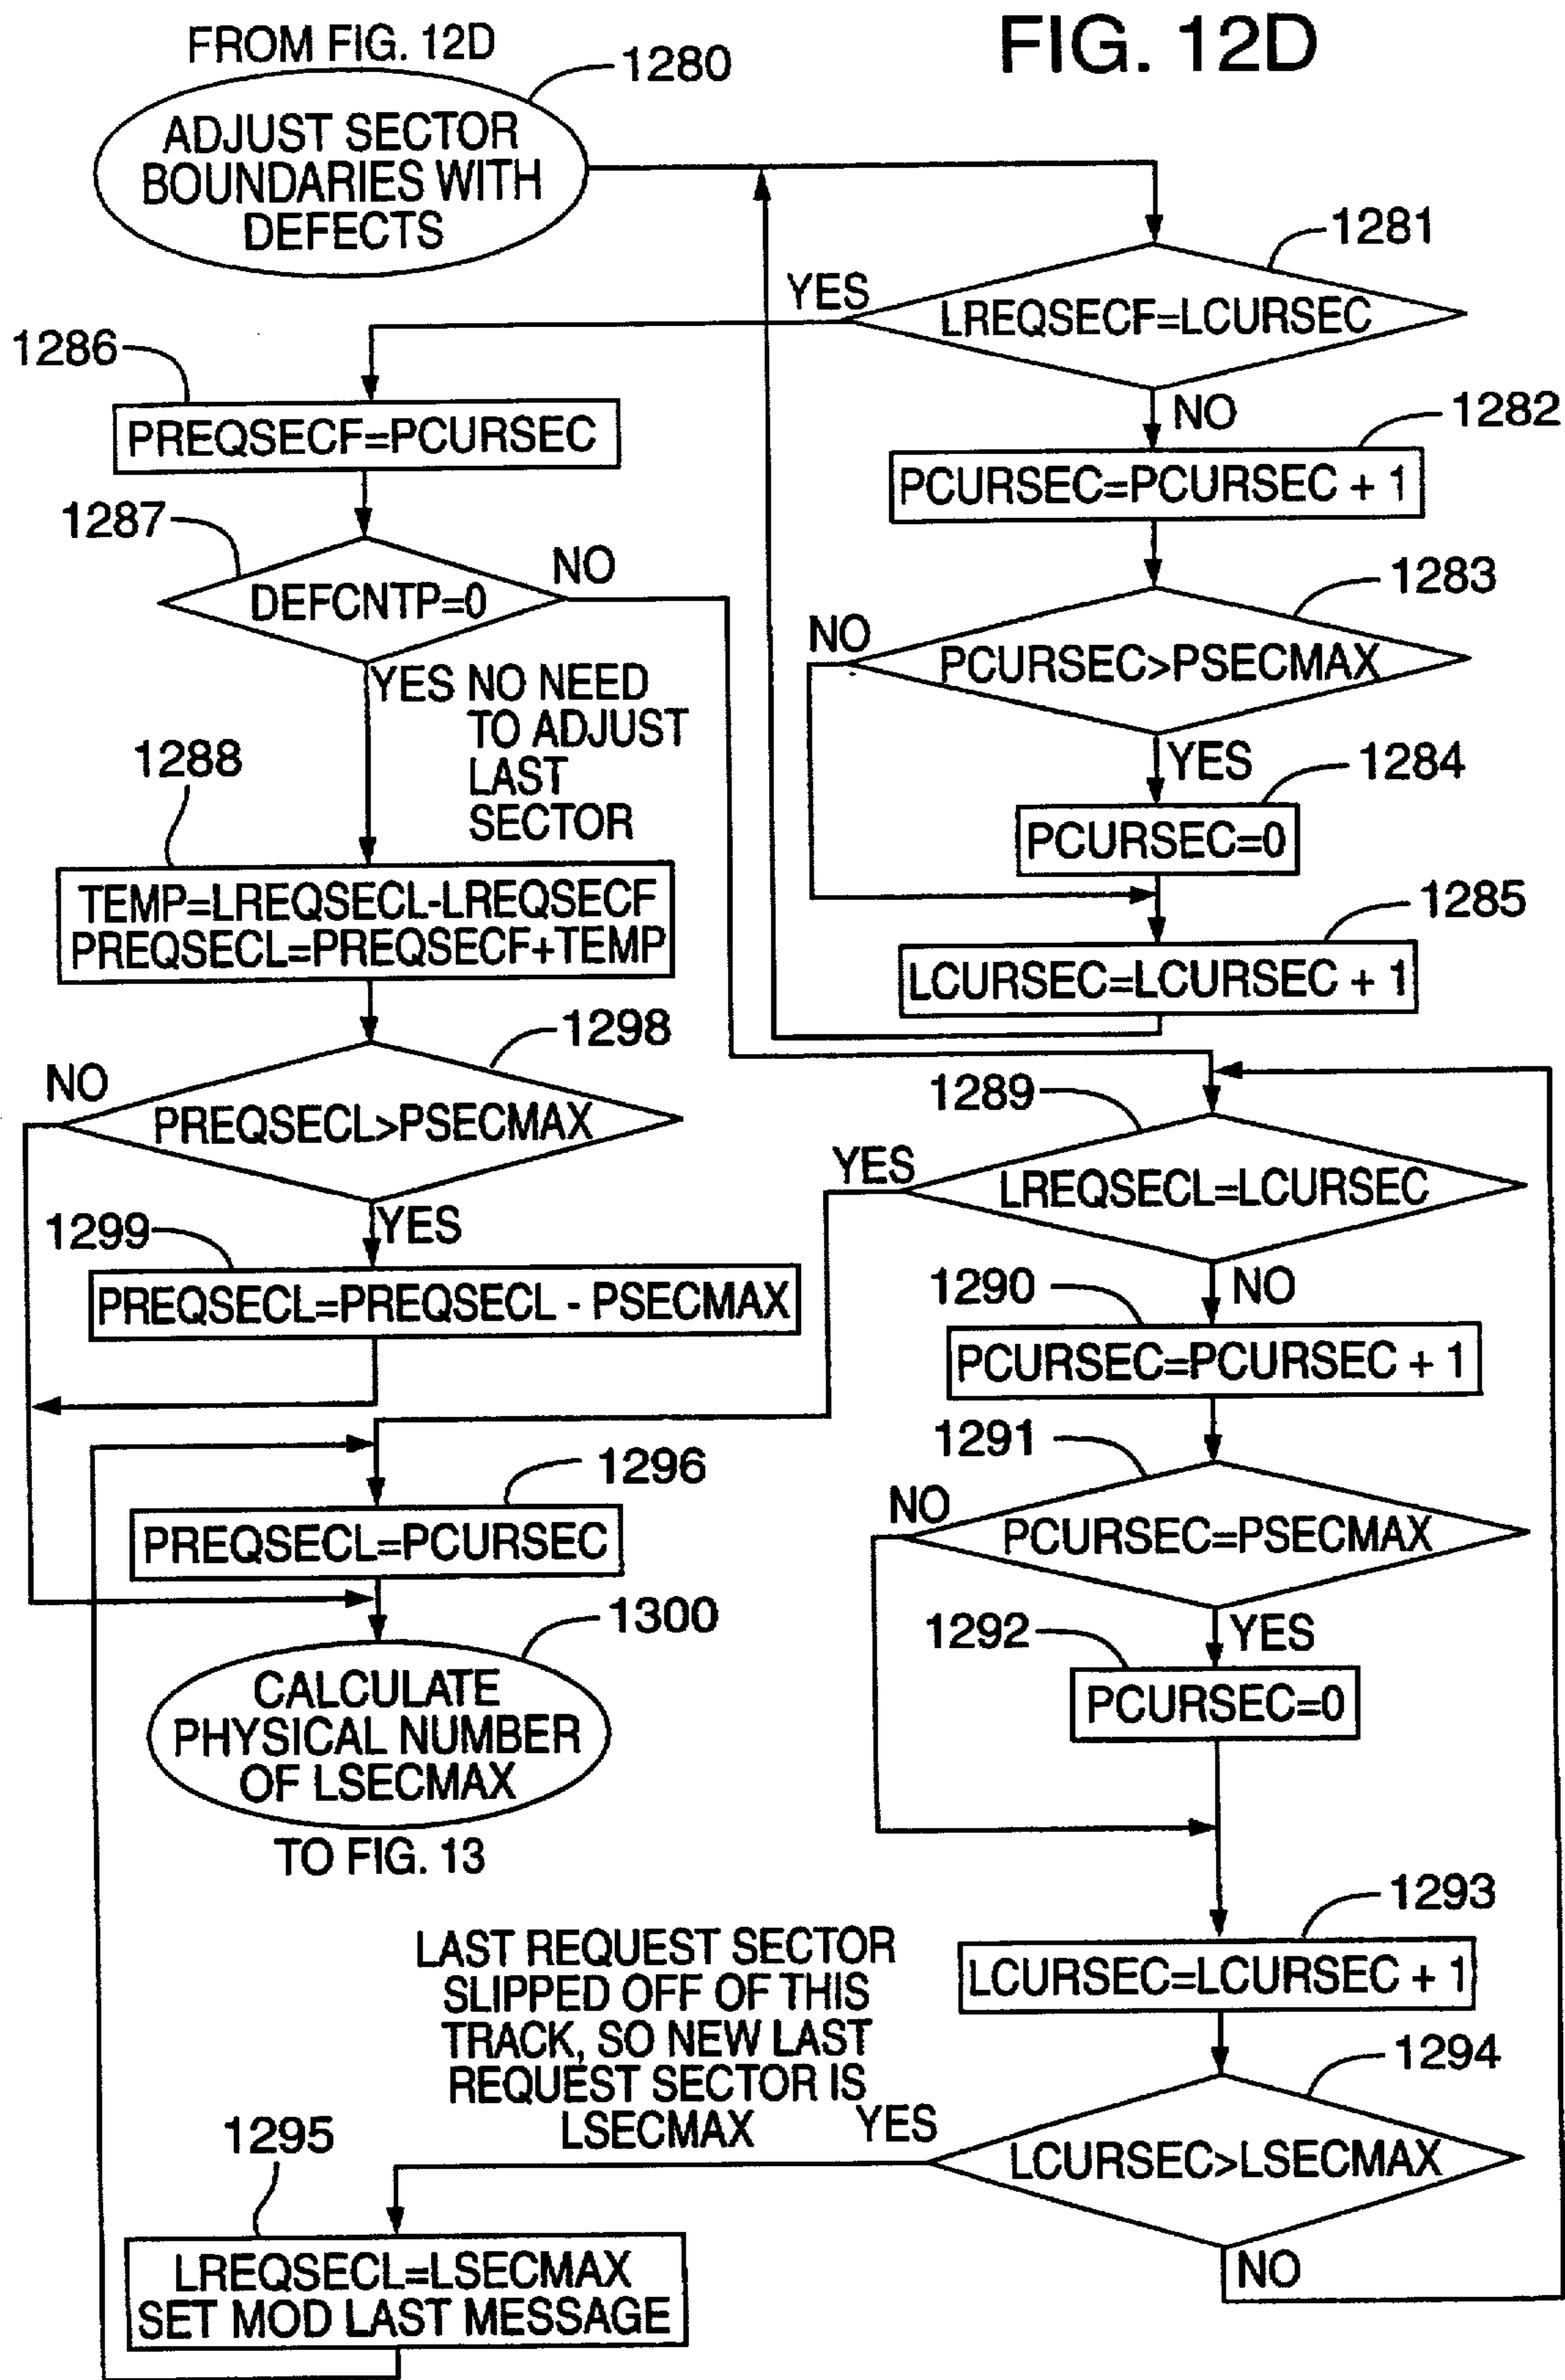 FROM FIG. 12D
FIG. 12D
1280
ADJUST SECTOR
BOUNDARIES WITH
DEFECTS
1281
YES
LREQSECF=LCURSEC
NO
1286
PREQSECF=PCURSEC
1282
PCURSEC=PCURSEC + 1
1287
DEFCNTP=0
NO
1283
NO
PCURSEC>PSECMAX
YES
YES NO NEED
TO ADJUST
LAST
SECTOR
1284
PCURSEC=0
1288
TEMP=LREQSECL-LREQSECF
PREQSECL=PREQSECF+TEMP
1285
LCURSEC=LCURSEC + 1
1298
NO
PREQSECL>PSECMAX
YES
1289
YES
LREQSECL=LCURSEC
NO
1299
PREQSECL=PREQSECL - PSECMAX
1290
PCURSEC=PCURSEC + 1
1291
NO
PCURSEC=PSECMAX
YES
1296
PREQSECL=PCURSEC
1292
PCURSEC=0
1300
CALCULATE
PHYSICAL NUMBER
OF LSECMAX
TO FIG. 13
1293
LCURSEC=LCURSEC + 1
LAST REQUEST SECTOR
SLIPPED OFF OF THIS
TRACK, SO NEW LAST
REQUEST SECTOR IS
LSECMAX
1294
YES
LCURSEC>LSECMAX
NO
1295
LREQSECL=LSECMAX
SET MOD LAST MESSAGE